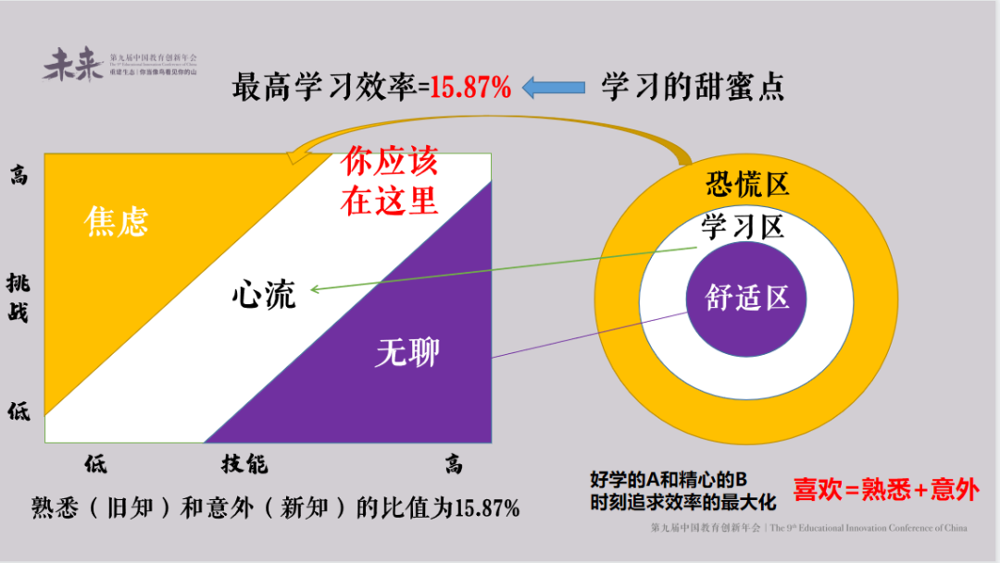 未来
第九届中国教育创新年会
The 9th Educational Innovation Conference of China
重建生态 | 你当像鸟看见你的山
最高学习效率=15.87%
学习的甜蜜点
高
挑战
低
焦虑
你应该
在这里
心流
无聊
恐慌区
学习区
舒适区
低
技能
高
熟悉（旧知）和意外（新知）的比值为15.87%
好学的A和精心的B
时刻追求效率的最大化
喜欢=熟悉+意外
第九届中国教育创新年会 | The 9th Educational Innovation Conference of China